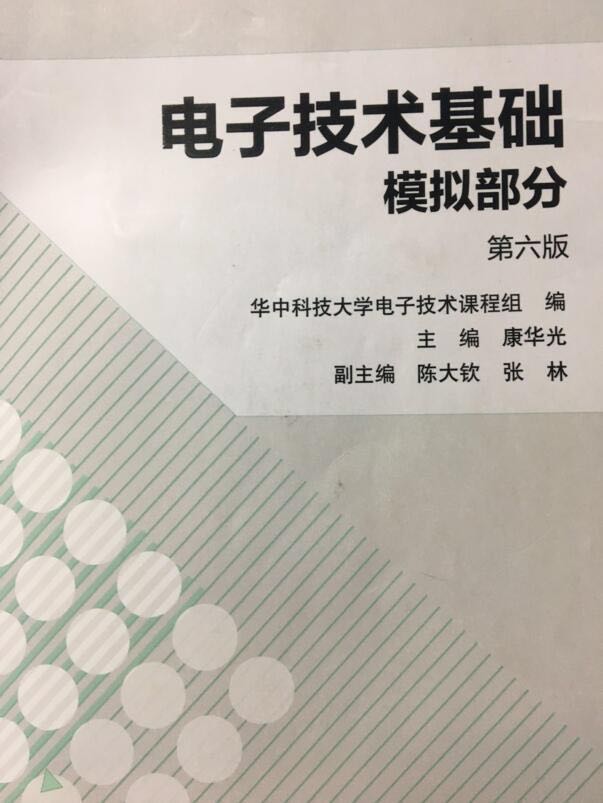 电子技术基础
模拟部分
第六版
华中科技大学电子技术课程组 编
主 编 康华光
副主编 陈大钦 张 林